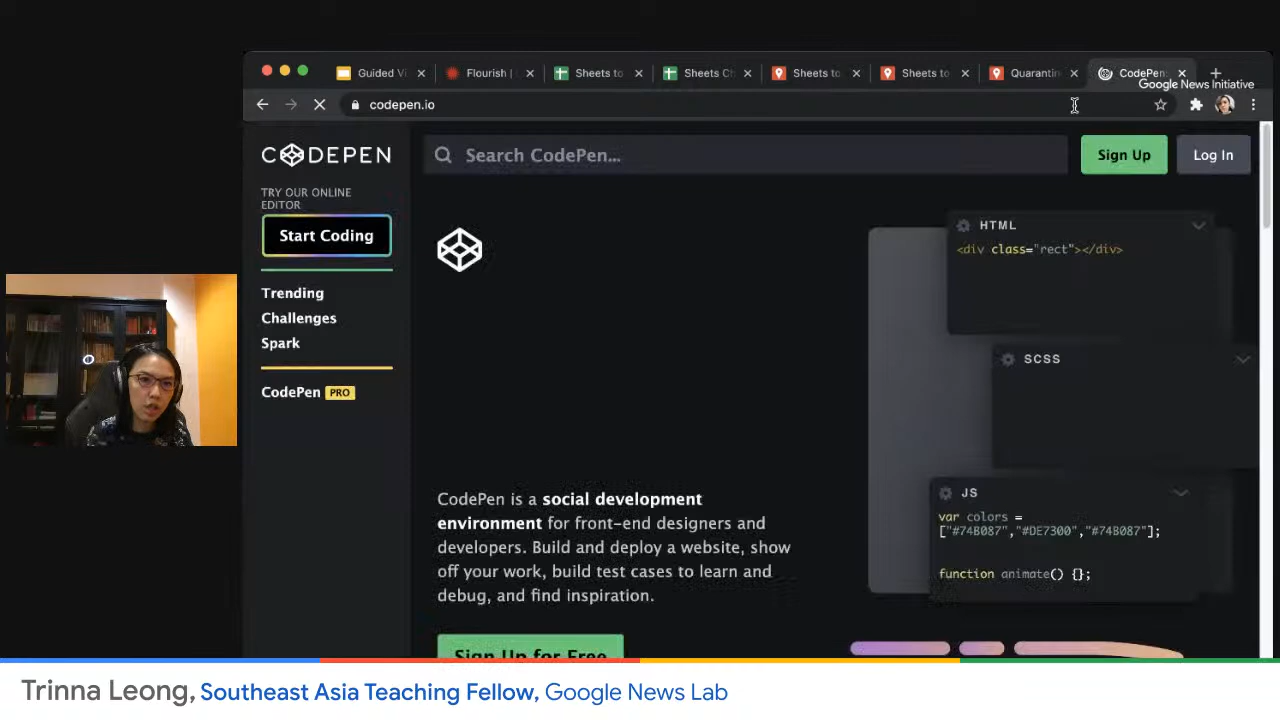 Guided Vi
Flourish |
Sheets to
Sheets Ch
Sheets to
Sheets to
Quarantin
CodePen
Google News Initiative
codepen.io
CODEPEN
Search CodePen...
Sign Up
Log In
TRY OUR ONLINE
EDITOR
Start Coding
Trending
Challenges
Spark
CodePen PRO
HTML
<div class="rect"></div>
SCSS
JS
var colors =
["#74B087","#DE7300","#74B087"];
function animate() {};
CodePen is a social development
environment for front-end designers and
developers. Build and deploy a website, show
off your work, build test cases to learn and
debug, and find inspiration.
Sign Up for Free
Trinna Leong, Southeast Asia Teaching Fellow, Google News Lab